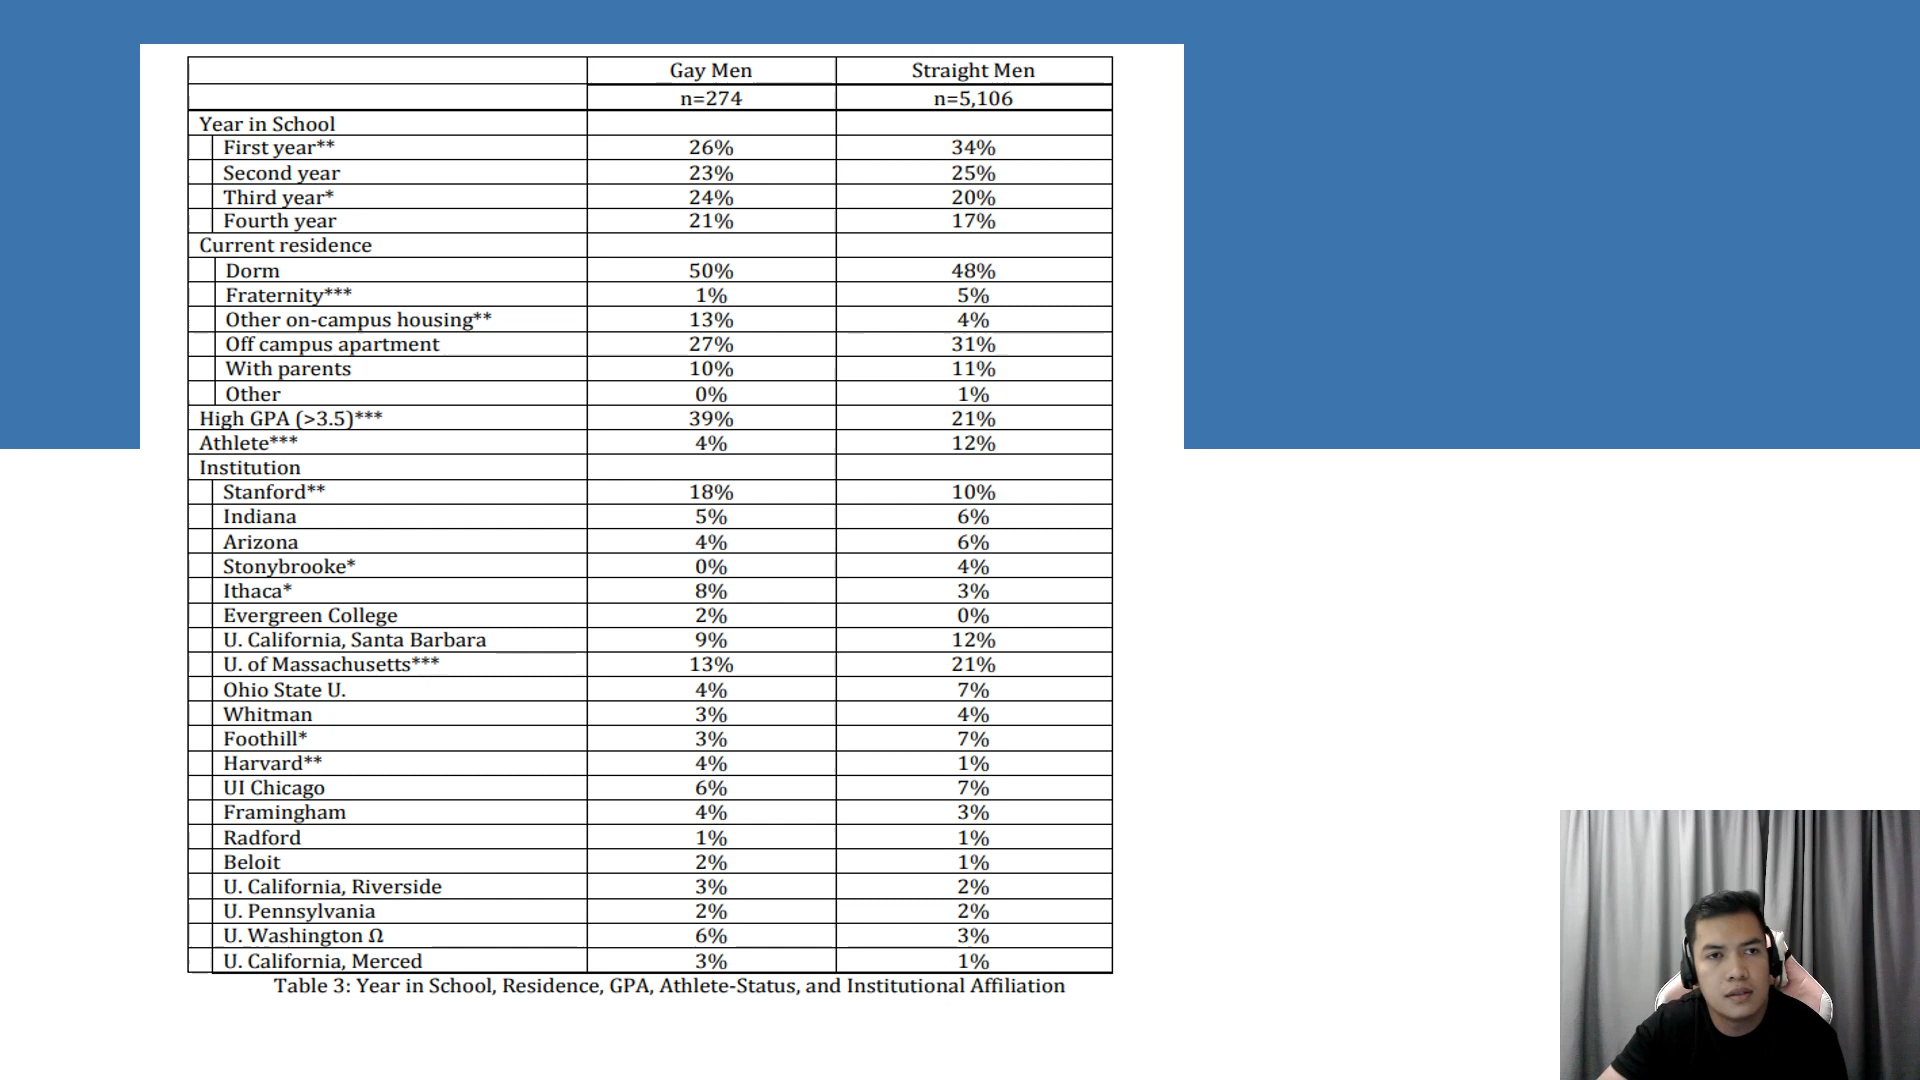 Gay Men Straight Men
n=274 n=5,106
Year in School
First year** 26% 34%
Second year 23% 25%
Third year* 24% 20%
Fourth year 21% 17%
Current residence
Dorm 50% 48%
Fraternity*** 1% 5%
Other on-campus housing** 13% 4%
Off campus apartment 27% 31%
With parents 10% 11%
Other 0% 1%
High GPA (>3.5)*** 39% 21%
Athlete*** 4% 12%
Institution
Stanford** 18% 10%
Indiana 5% 6%
Arizona 4% 6%
Stonybrooke* 0% 4%
Ithaca* 8% 3%
Evergreen College 2% 0%
U. California, Santa Barbara 9% 12%
U. of Massachusetts*** 13% 21%
Ohio State U. 4% 7%
Whitman 3% 4%
Foothill* 3% 7%
Harvard** 4% 1%
UI Chicago 6% 7%
Framingham 4% 3%
Radford 1% 1%
Beloit 2% 1%
U. California, Riverside 3% 2%
U. Pennsylvania 2% 2%
U. Washington Ω 6% 3%
U. California, Merced 3% 1%
Table 3: Year in School, Residence, GPA, Athlete-Status, and Institutional Affiliation